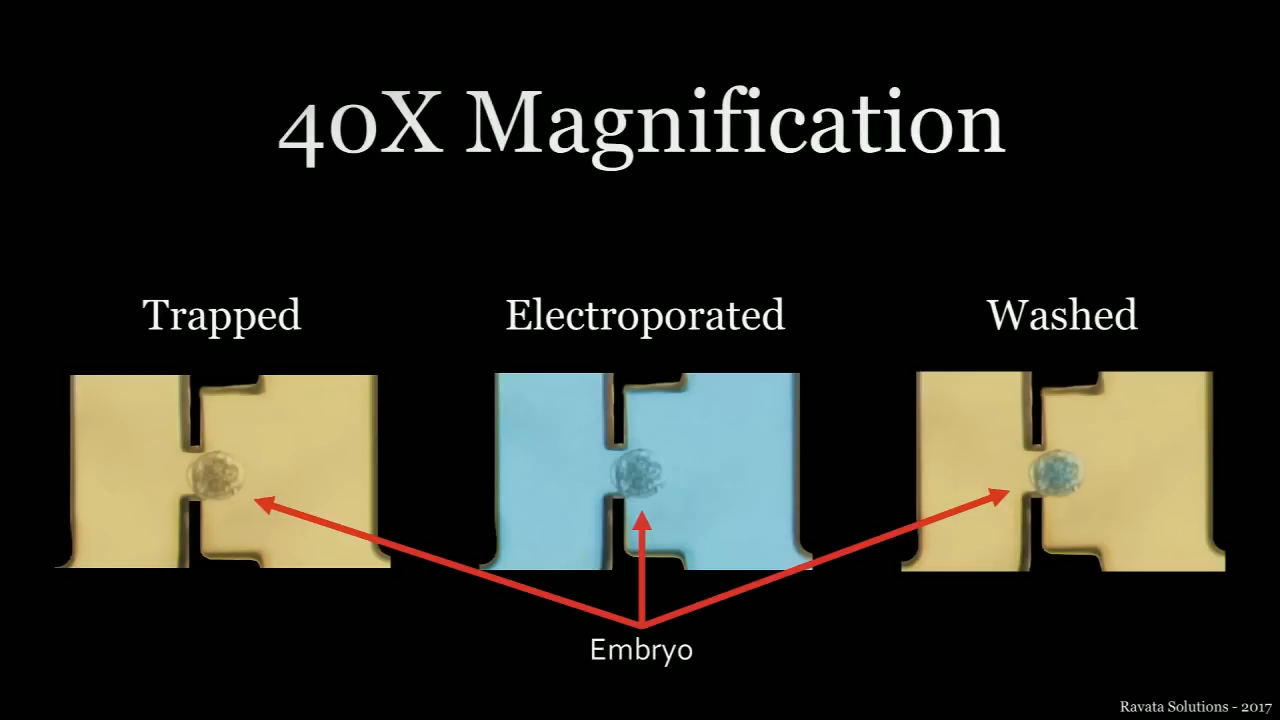 40X Magnification
Trapped
Electroporated
Washed
Embryo
Ravata Solutions - 2017